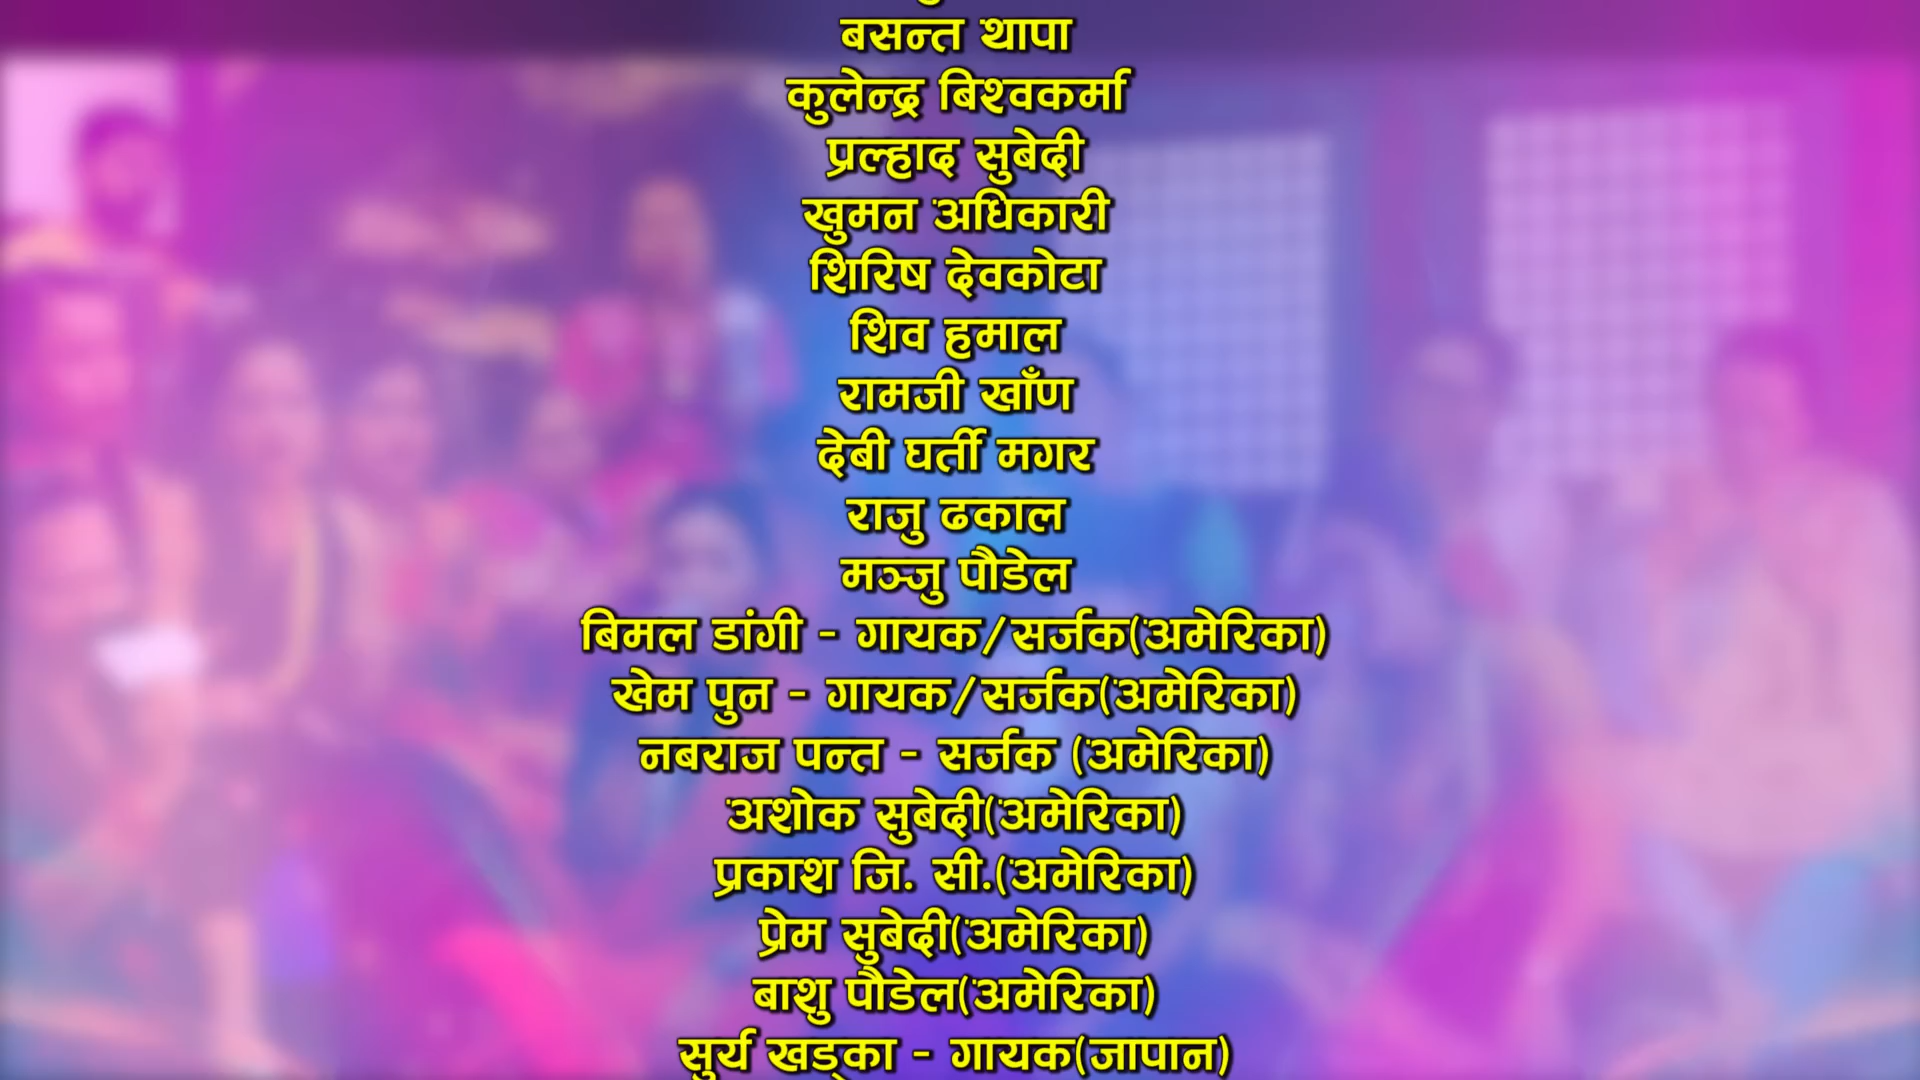 बसन्त थापा
कुलेन्द्र बिश्वकर्मा
प्रल्हाद सुबेदी
खुमन अधिकारी
शिरिष देवकोटा
शिव हमाल
रामजी खाँण
देबी घर्ती मगर
राजु ढकाल
मञ्जु पौडेल
बिमल डांगी - गायक/सर्जक(अमेरिका)
खेम पुन - गायक/सर्जक(अमेरिका)
नबराज पन्त - सर्जक (अमेरिका)
अशोक सुबेदी(अमेरिका)
प्रकाश जि. सी.(अमेरिका)
प्रेम सुबेदी(अमेरिका)
बाशु पौडेल(अमेरिका)
सुर्य खड्का - गायक(जापान)